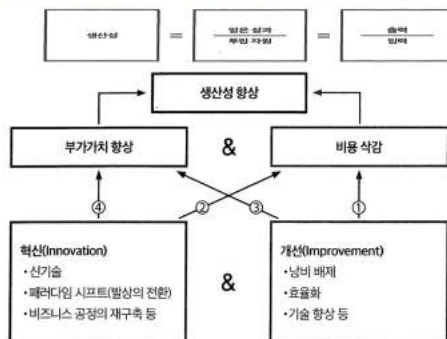 생산성 = 얻은 성과 / 투입 자원 = 출력 / 입력
생산성 향상
부가가치 향상 & 비용 삭감
④ ② ③ ①
혁신(Innovation)
・신기술
・패러다임 시프트(발상의 전환)
・비즈니스 공정의 재구축 등
&
개선(Improvement)
・낭비 배제
・효율화
・기술 향상 등